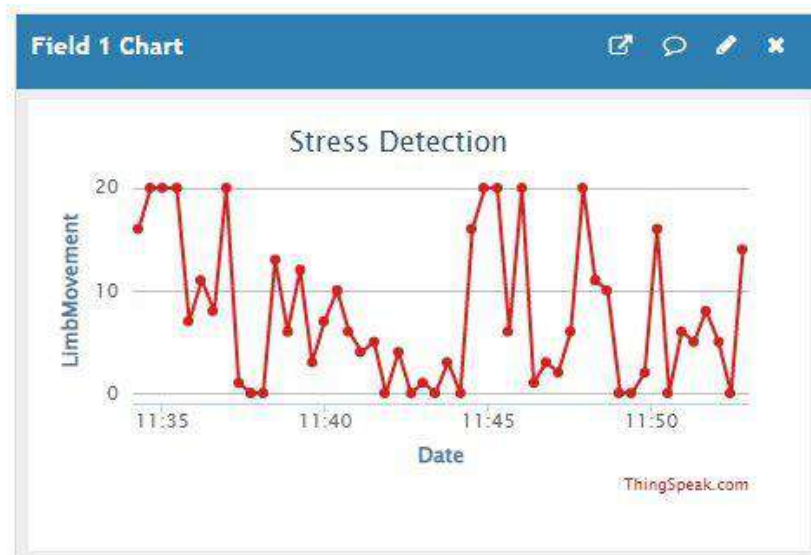 Field 1 Chart
Stress Detection
LimbMovement
20
10
0
11:35 11:40 11:45 11:50
Date
ThingSpeak.com